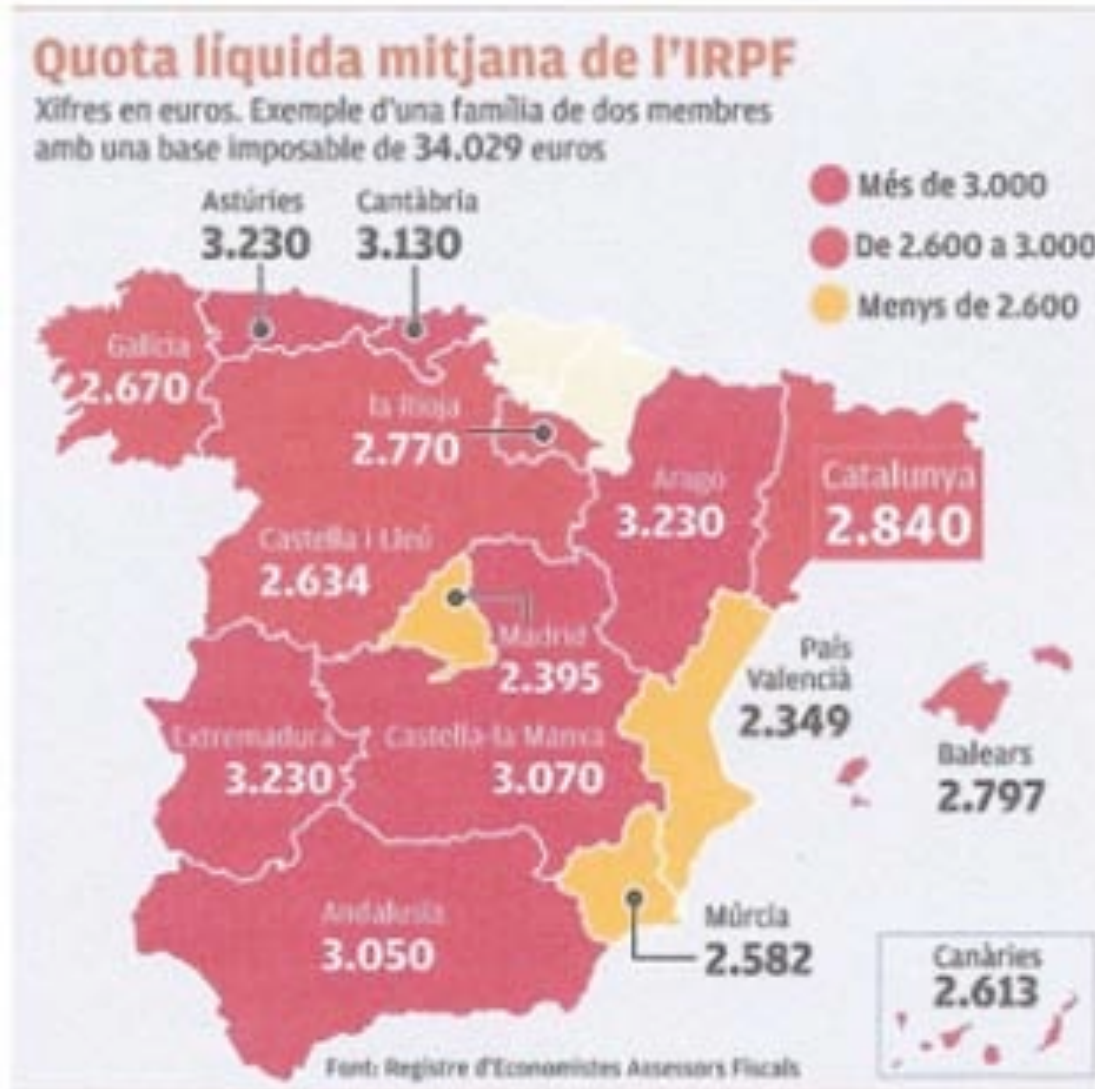 Quota líquida mitjana de l'IRPF
Xifres en euros. Exemple d'una família de dos membres
amb una base imposable de 34.029 euros
Més de 3.000
De 2.600 a 3.000
Menys de 2.600
Astúries
3.230
Cantàbria
3.130
Galícia
2.670
la Rioja
2.770
Aragó
3.230
Catalunya
2.840
Castella i Lleó
2.634
Madrid
2.395
País
Valencià
2.349
Balears
2.797
Extremadura
3.230
Castella-la Manxa
3.070
Andalusia
3.050
Múrcia
2.582
Canàries
2.613
Font: Registre d'Economistes Assessors Fiscals